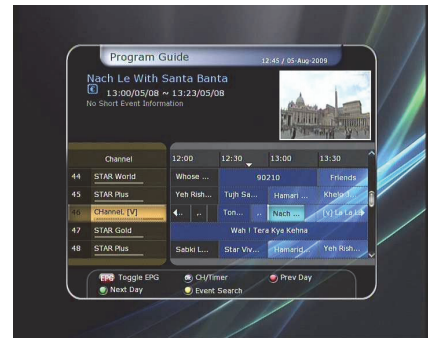 Program Guide
12:45 / 05-Aug-2009
Nach Le With Santa Banta
€ 13:00/05/08 ~ 13:23/05/08
No Short Event Information
Channel 12:00 12:30 13:00 13:30
44 STAR World Whose ... 90210 Friends
45 STAR Plus Yeh Rish... Tujh Sa... Hamari ... Khelo J...
46 CHannel. [V] .. .. Ton... .. Nach ... [V] La La L
47 STAR Gold Wah ! Tera Kya Kehna
48 STAR Plus Sabki L... Star Viv... Hamarid... Yeh Rish...
EPG Toggle EPG CH/Timer Prev Day
Next Day Event Search